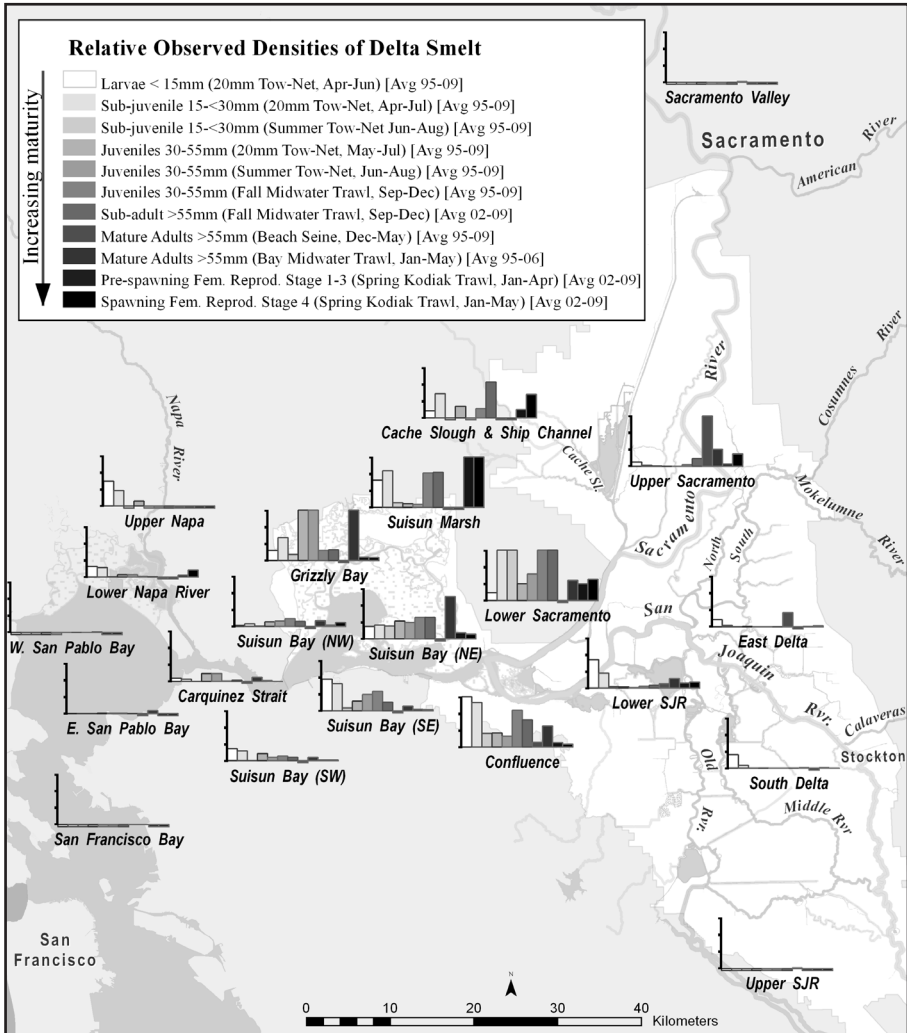 Relative Observed Densities of Delta Smelt
Increasing maturity
Larvae < 15mm (20mm Tow-Net, Apr-Jun) [Avg 95-09]
Sub-juvenile 15-<30mm (20mm Tow-Net, Apr-Jul) [Avg 95-09]
Sub-juvenile 15-<30mm (Summer Tow-Net Jun-Aug) [Avg 95-09]
Juveniles 30-55mm (20mm Tow-Net, May-Jul) [Avg 95-09]
Juveniles 30-55mm (Summer Tow-Net, Jun-Aug) [Avg 95-09]
Juveniles 30-55mm (Fall Midwater Trawl, Sep-Dec) [Avg 95-09]
Sub-adult >55mm (Fall Midwater Trawl, Sep-Dec) [Avg 02-09]
Mature Adults >55mm (Beach Seine, Dec-May) [Avg 95-09]
Mature Adults >55mm (Bay Midwater Trawl, Jan-May) [Avg 95-06]
Pre-spawning Fem. Reprod. Stage 1-3 (Spring Kodiak Trawl, Jan-Apr) [Avg 02-09]
Spawning Fem. Reprod. Stage 4 (Spring Kodiak Trawl, Jan-May) [Avg 02-09]
Sacramento Valley
Sacramento
American River
River
Cosumnes River
Napa River
Cache Slough & Ship Channel
Cache Sl.
Upper Sacramento
Mokelumne River
Suisun Marsh
Upper Napa
Sacramento
North
South
Grizzly Bay
Lower Napa River
Lower Sacramento
San
Joaquin
Rvr.
East Delta
W. San Pablo Bay
Suisun Bay (NW)
Suisun Bay (NE)
Carquinez Strait
Lower SJR
E. San Pablo Bay
Suisun Bay (SE)
Calaveras
Stockton
Suisun Bay (SW)
Confluence
Old
Rvr.
South Delta
Middle Rvr
San Francisco Bay
San
Francisco
Upper SJR
N
0 10 20 30 40
Kilometers